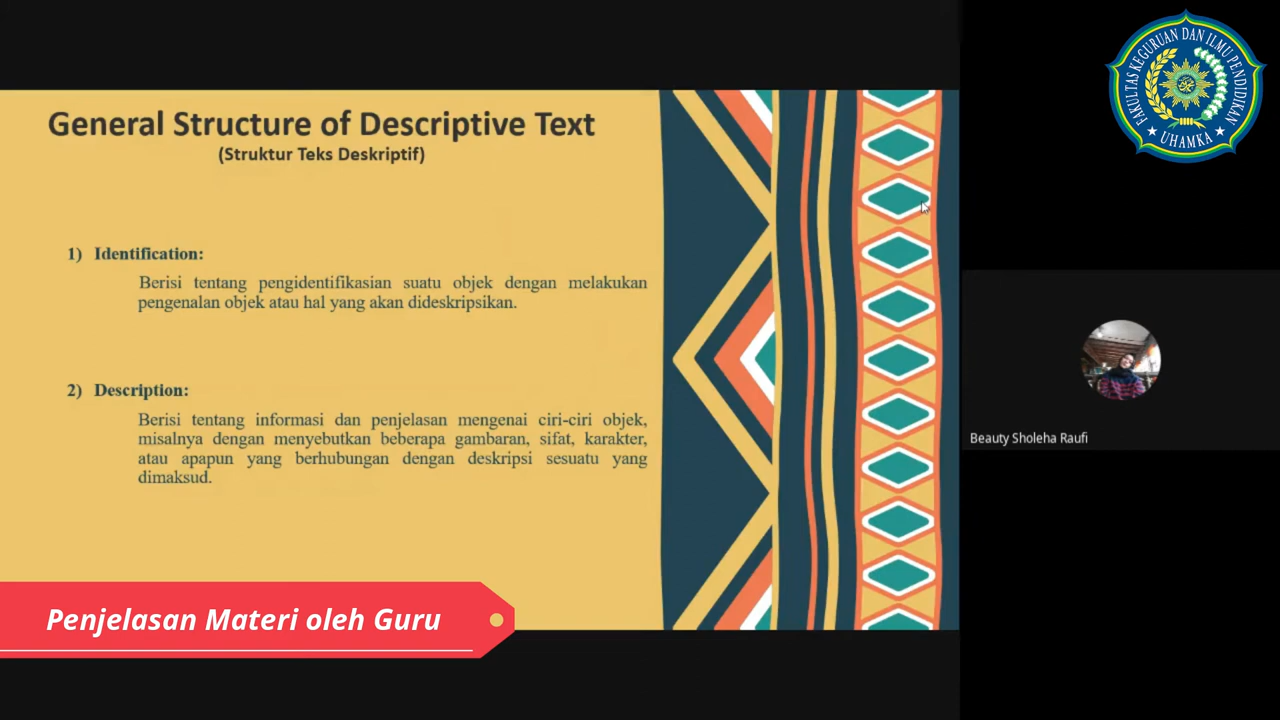 General Structure of Descriptive Text
(Struktur Teks Deskriptif)
1) Identification:
Berisi tentang pengidentifikasian suatu objek dengan melakukan
pengenalan objek atau hal yang akan dideskripsikan.
2) Description:
Berisi tentang informasi dan penjelasan mengenai ciri-ciri objek,
misalnya dengan menyebutkan beberapa gambaran, sifat, karakter,
atau apapun yang berhubungan dengan deskripsi sesuatu yang
dimaksud.
Penjelasan Materi oleh Guru
FAKULTAS KEGURUAN DAN ILMU PENDIDIKAN
UHAMKA
Beauty Sholeha Raufi